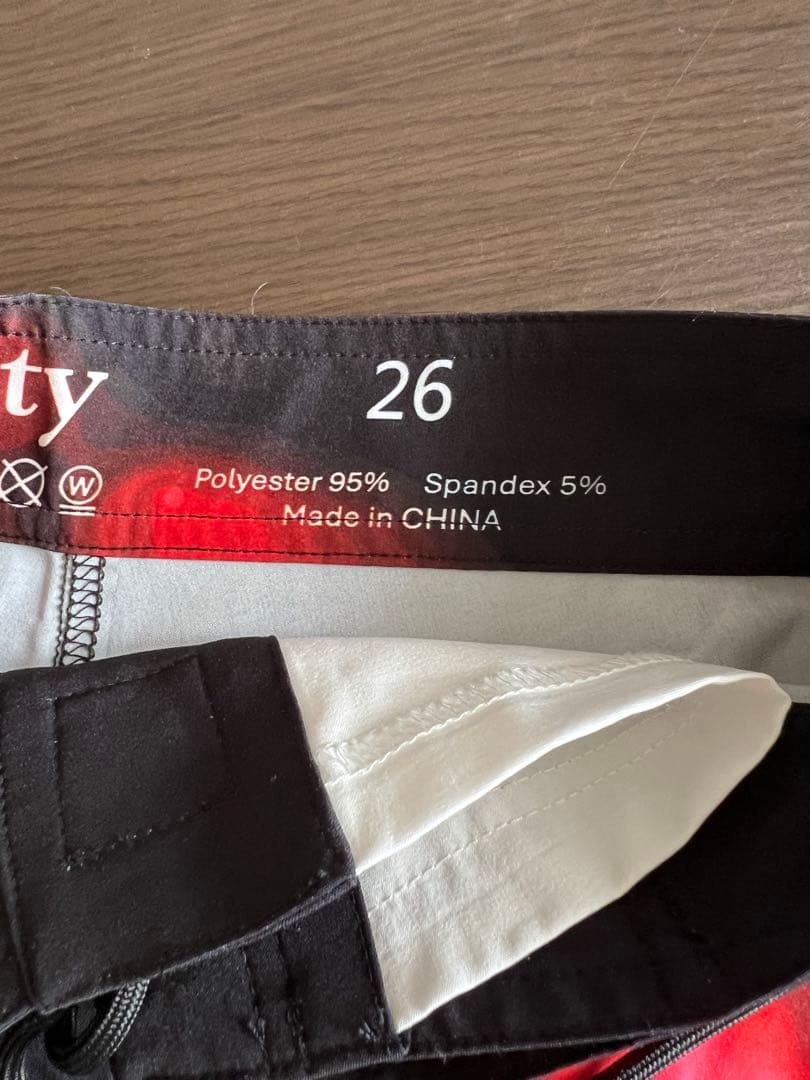 ty
26
W
Polyester 95% Spandex 5%
Made in CHINA